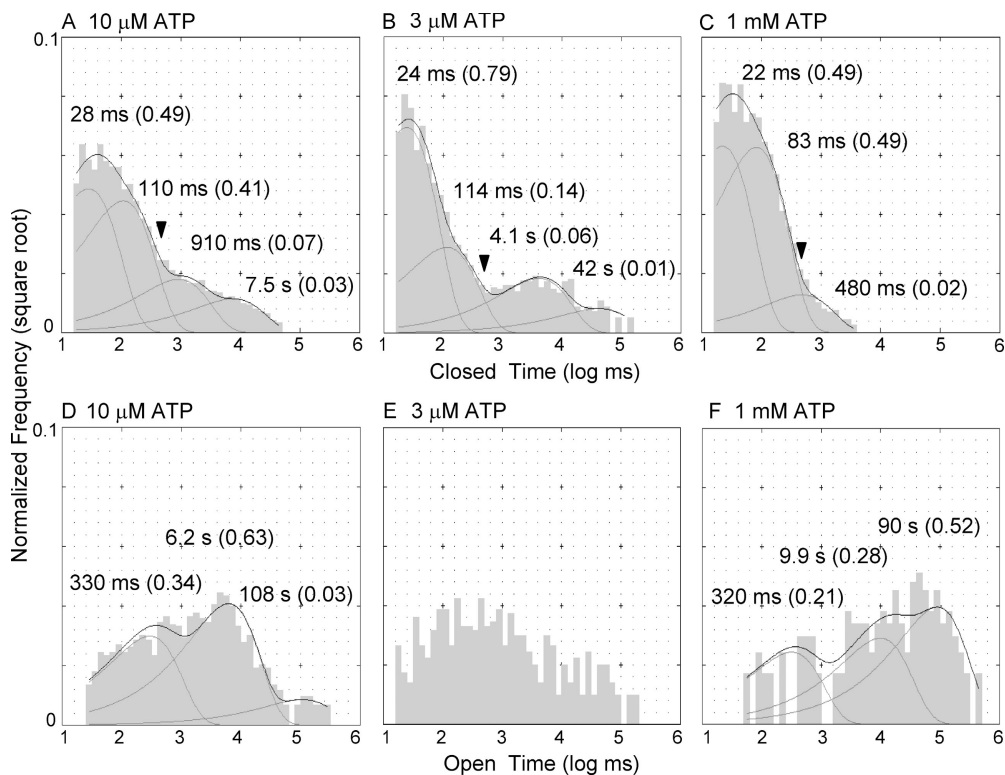 A 10 μM ATP
B 3 μM ATP
C 1 mM ATP
0.1
28 ms (0.49)
110 ms (0.41)
910 ms (0.07)
7.5 s (0.03)
24 ms (0.79)
114 ms (0.14)
4.1 s (0.06)
42 s (0.01)
22 ms (0.49)
83 ms (0.49)
480 ms (0.02)
0
1 2 3 4 5 6
1 2 3 4 5 6
1 2 3 4 5 6
Closed Time (log ms)
Normalized Frequency (square root)
D 10 μM ATP
E 3 μM ATP
F 1 mM ATP
0.1
330 ms (0.34)
6.2 s (0.63)
108 s (0.03)
320 ms (0.21)
9.9 s (0.28)
90 s (0.52)
0
1 2 3 4 5 6
1 2 3 4 5 6
1 2 3 4 5 6
Open Time (log ms)